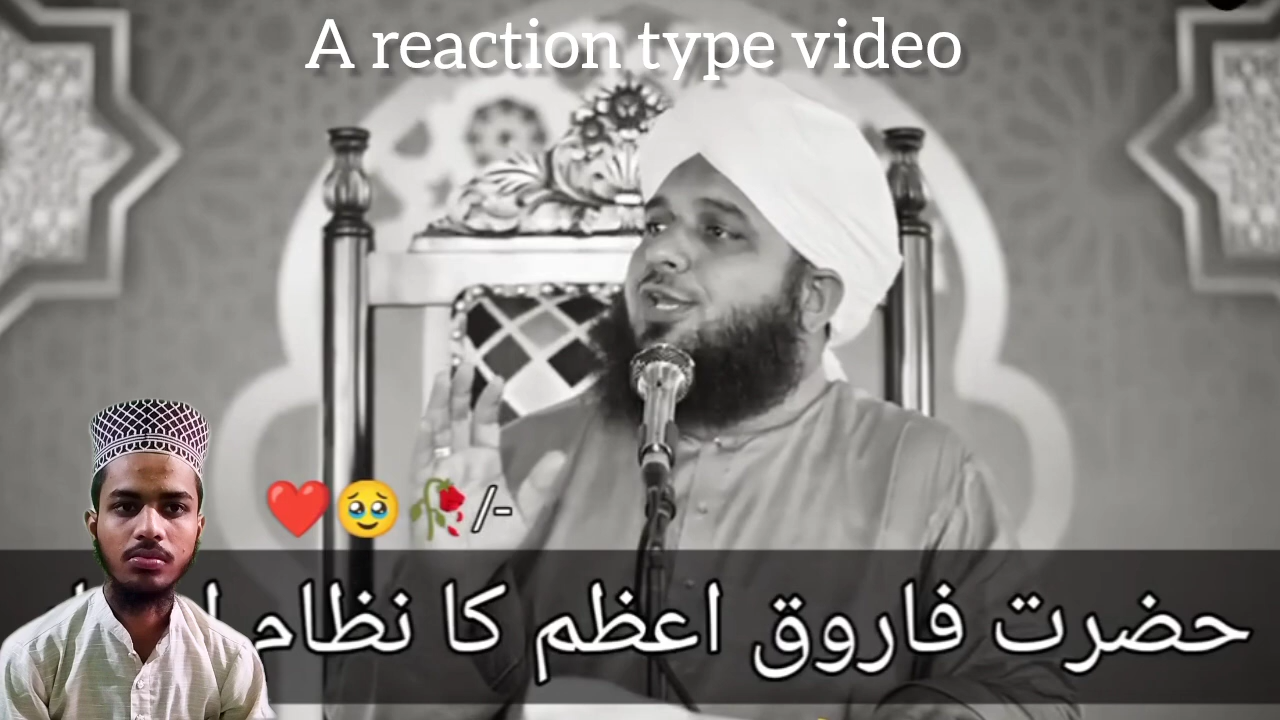 A reaction type video
❤️🥹🥀/-
حضرت فاروق اعظم کا نظام